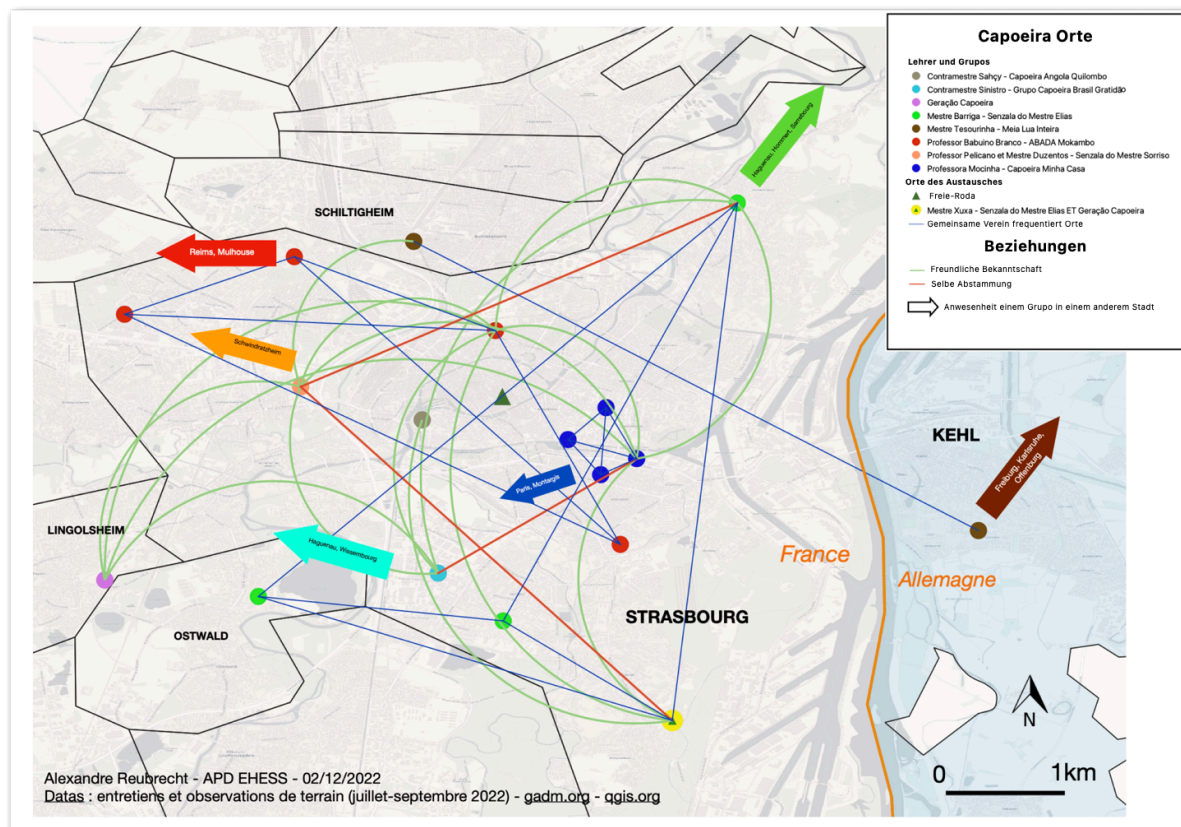 Capoeira Orte
Lehrer und Grupos
Contramestre Sahçy - Capoeira Angola Quilombo
Contramestre Sinistro - Grupo Capoeira Brasil Gratidão
Geração Capoeira
Mestre Barriga - Senzala do Mestre Elias
Mestre Tesourinha - Meia Lua Inteira
Professor Babuino Branco - ABADA Mokambo
Professor Pelicano et Mestre Duzentos - Senzala do Mestre Sorriso
Professora Mocinha - Capoeira Minha Casa
Orte des Austausches
Freie-Roda
Mestre Xuxa - Senzala do Mestre Elias ET Geração Capoeira
Gemeinsame Verein frequentiert Orte
Beziehungen
Freundliche Bekanntschaft
Selbe Abstammung
Anwesenheit einem Grupo in einem anderem Stadt
Haguenau, Hommert, Sarrebourg
SCHILTIGHEIM
Reims, Mulhouse
Schwindratzheim
KEHL
Freiburg, Karlsruhe,
Offenburg
Paris, Montargis
LINGOLSHEIM
Haguenau, Wissembourg
France
Allemagne
STRASBOURG
OSTWALD
N
0 1km
Alexandre Reubrecht - APD EHESS - 02/12/2022
Datas : entretiens et observations de terrain (juillet-septembre 2022) - gadm.org - qgis.org